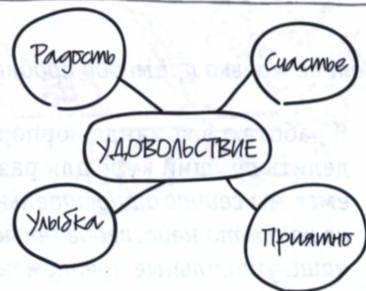 Радость
Счастье
УДОВОЛЬСТВИЕ
Улыбка
Приятно